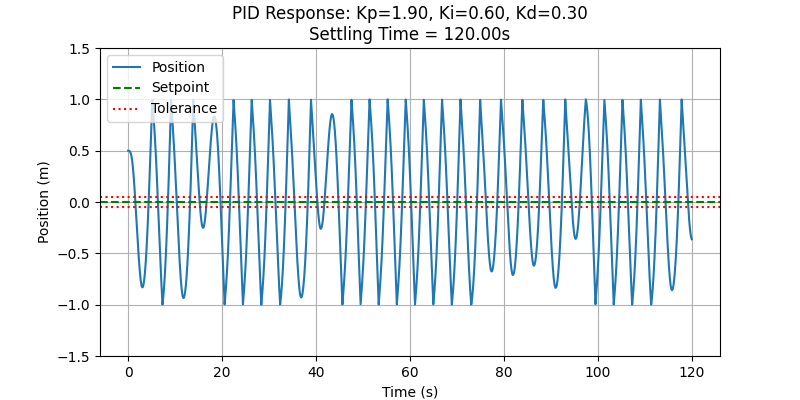 PID Response: Kp=1.90, Ki=0.60, Kd=0.30
Settling Time = 120.00s
Position (m)
1.5
1.0
0.5
0.0
−0.5
−1.0
−1.5
Position
Setpoint
Tolerance
0 20 40 60 80 100 120
Time (s)